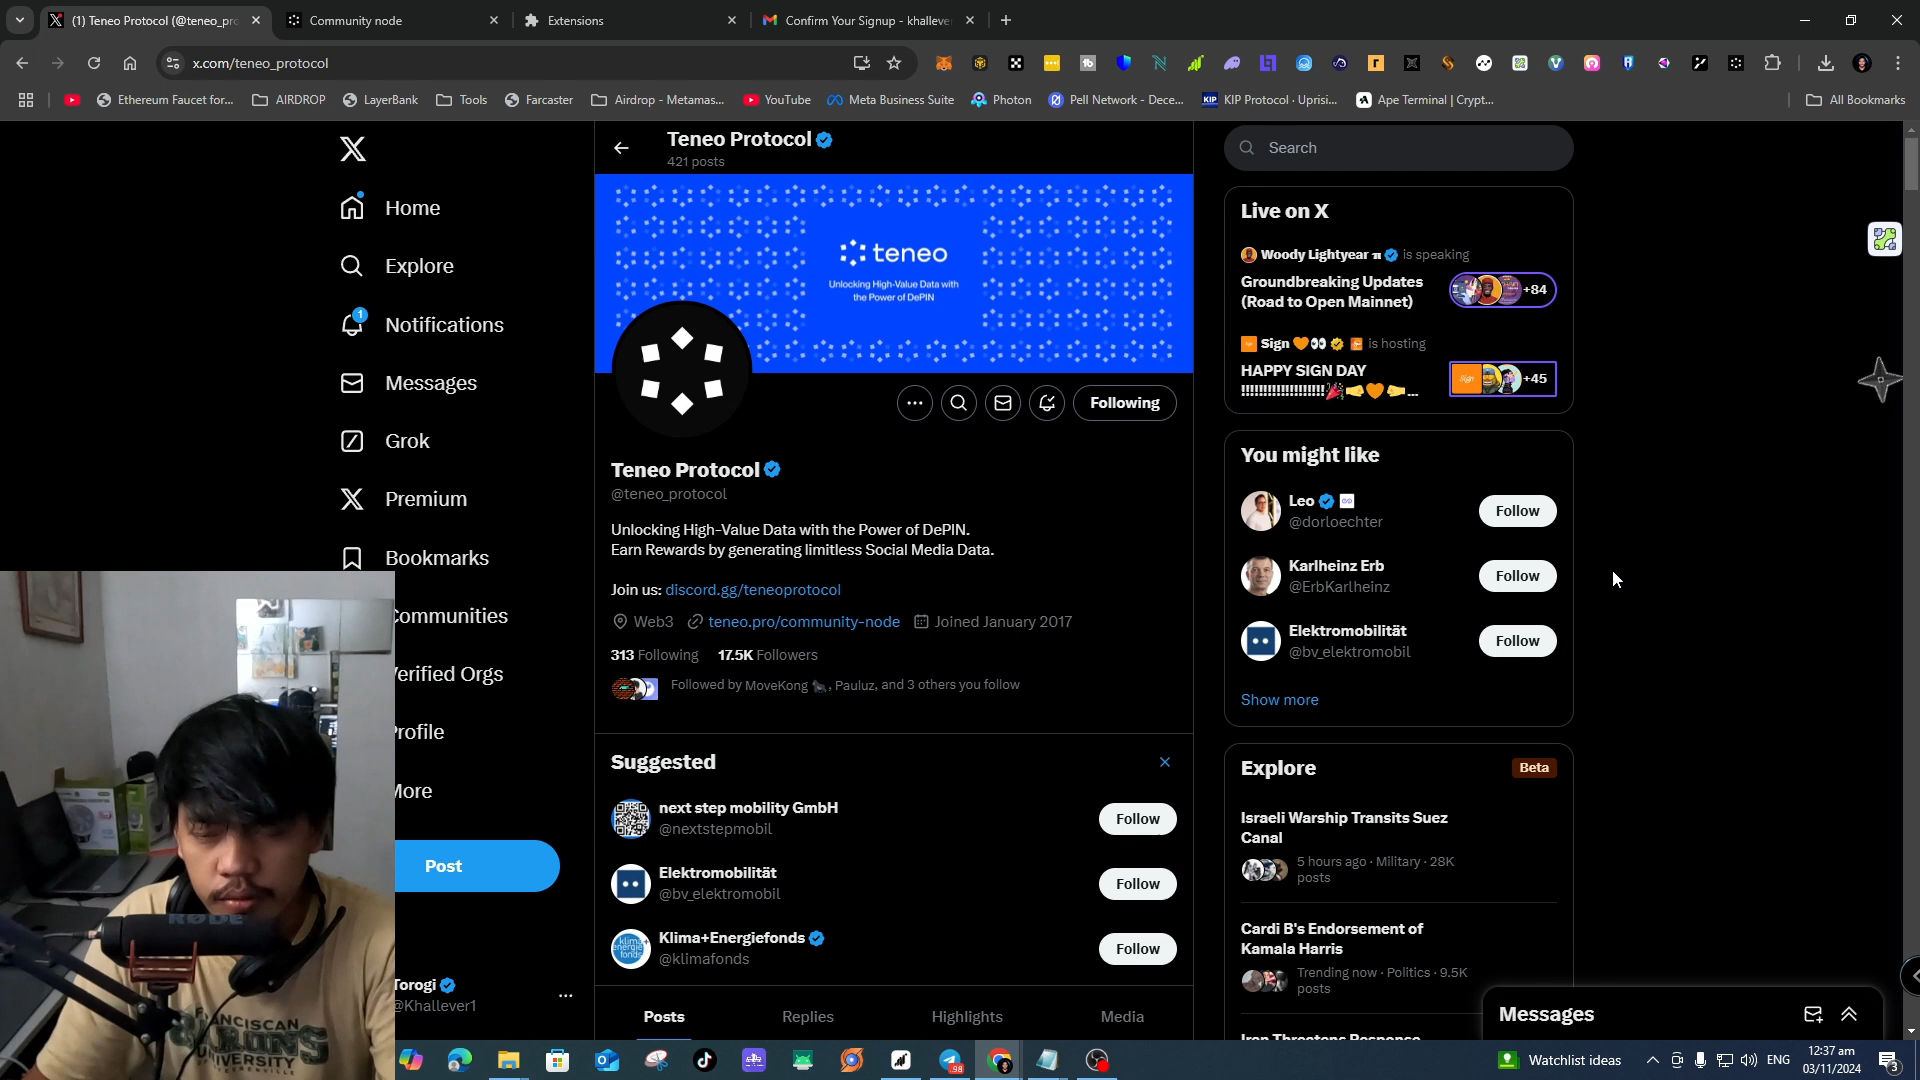 (1) Teneo Protocol (@teneo_pro
Community node
Extensions
Confirm Your Signup - khallever
x.com/teneo_protocol
Ethereum Faucet for...
AIRDROP
LayerBank
Tools
Farcaster
Airdrop - Metamas...
YouTube
Meta Business Suite
Photon
Pell Network - Dece...
KIP Protocol · Uprisi...
Ape Terminal | Crypt...
All Bookmarks
Home
Explore
1
Notifications
Messages
Grok
Premium
Bookmarks
Communities
Verified Orgs
Profile
More
Post
Torogi
@Khallever1
Teneo Protocol
421 posts
teneo
Unlocking High-Value Data with
the Power of DePIN
Following
Teneo Protocol
@teneo_protocol
Unlocking High-Value Data with the Power of DePIN.
Earn Rewards by generating limitless Social Media Data.
Join us: discord.gg/teneoprotocol
Web3 teneo.pro/community-node Joined January 2017
313 Following 17.5K Followers
Followed by MoveKong 🦍, Pauluz, and 3 others you follow
Suggested
next step mobility GmbH
@nextstepmobil
Follow
Elektromobilität
@bv_elektromobil
Follow
Klima+Energiefonds
@klimafonds
Follow
Posts
Replies
Highlights
Media
Search
Live on X
Woody Lightyear π is speaking
Groundbreaking Updates
(Road to Open Mainnet)
+84
Sign 🧡👀 is hosting
HAPPY SIGN DAY
!!!!!!!!!!!!!!!!!!!🎉🤜🧡🤛...
+45
You might like
Leo
@dorloechter
Follow
Karlheinz Erb
@ErbKarlheinz
Follow
Elektromobilität
@bv_elektromobil
Follow
Show more
Explore
Beta
Israeli Warship Transits Suez
Canal
5 hours ago · Military · 28K
posts
Cardi B's Endorsement of
Kamala Harris
Trending now · Politics · 9.5K
posts
Iran Threatens Response
Messages
RØDE
FRANCISCAN
BARONS
UNIVERSITY
98
Watchlist ideas
ENG
12:37 am
03/11/2024
3